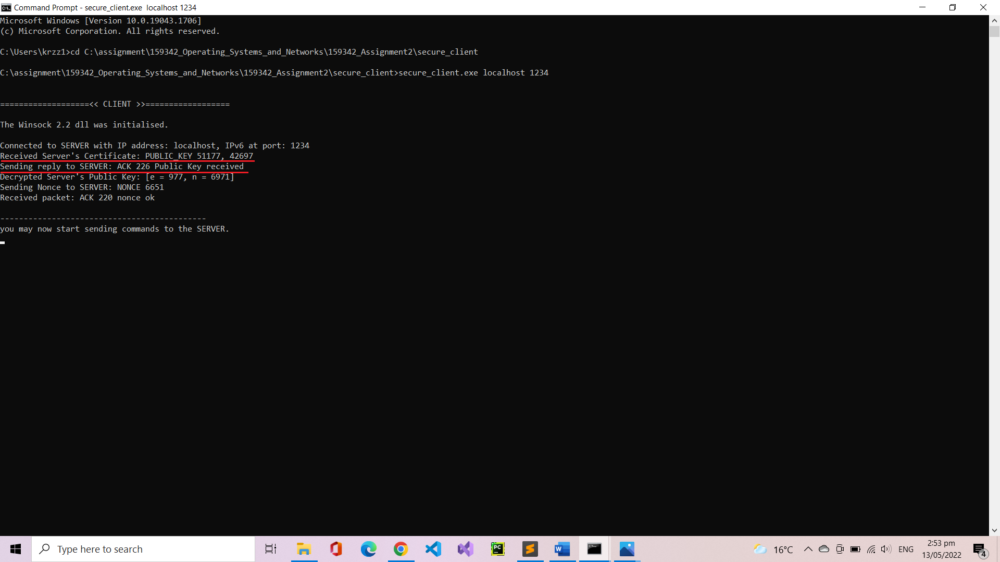 Command Prompt - secure_client.exe  localhost 1234
Microsoft Windows [Version 10.0.19043.1706]
(c) Microsoft Corporation. All rights reserved.
C:\Users\krzz1>cd C:\assignment\159342_Operating_Systems_and_Networks\159342_Assignment2\secure_client
C:\assignment\159342_Operating_Systems_and_Networks\159342_Assignment2\secure_client>secure_client.exe localhost 1234
===================<< CLIENT >>==================
The Winsock 2.2 dll was initialised.
Connected to SERVER with IP address: localhost, IPv6 at port: 1234
Received Server's Certificate: PUBLIC_KEY 51177, 42697
Sending reply to SERVER: ACK 226 Public Key received
Decrypted Server's Public Key: [e = 977, n = 6971]
Sending Nonce to SERVER: NONCE 6651
Received packet: ACK 220 nonce ok
--------------------------------------------
you may now start sending commands to the SERVER.
Type here to search
PC
W
16°C
ENG
2:53 pm
13/05/2022
4